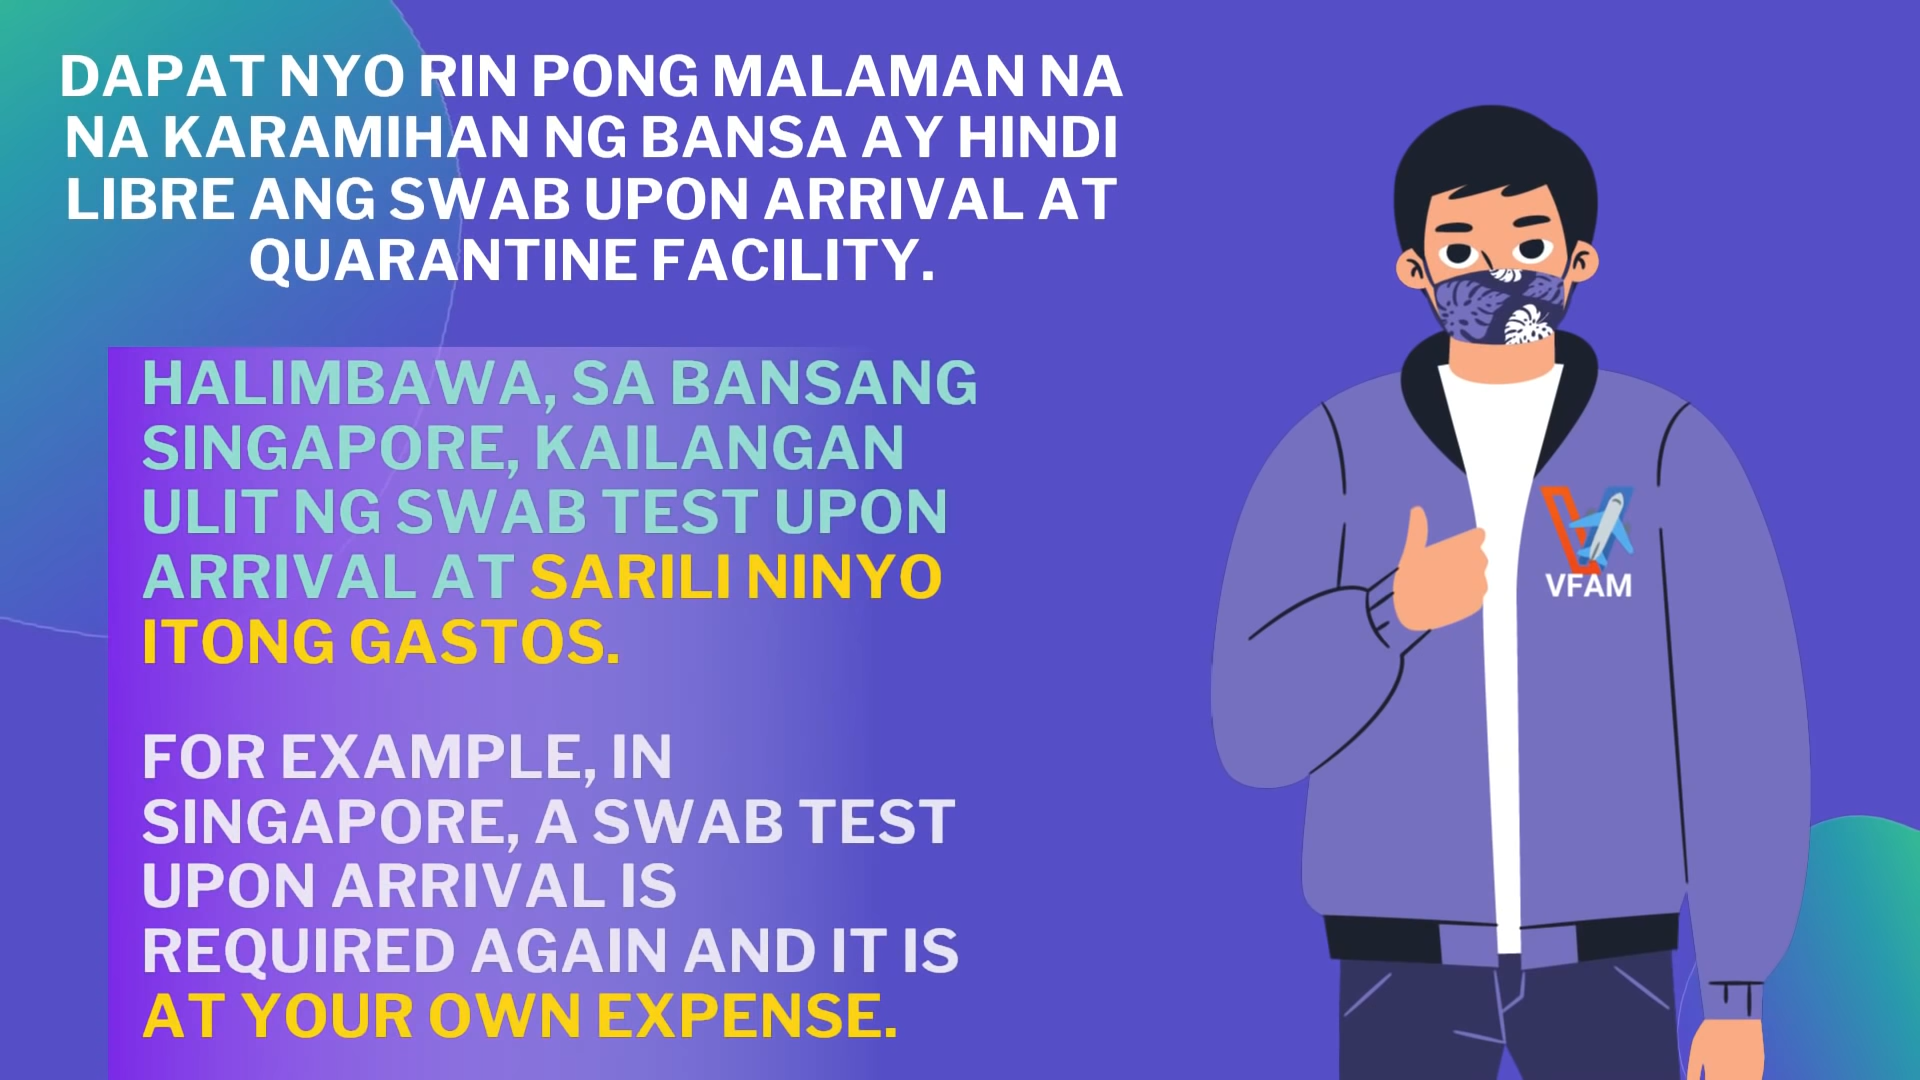 DAPAT NYO RIN PONG MALAMAN NA
NA KARAMIHAN NG BANSA AY HINDI
LIBRE ANG SWAB UPON ARRIVAL AT
QUARANTINE FACILITY.
HALIMBAWA, SA BANSANG
SINGAPORE, KAILANGAN
ULIT NG SWAB TEST UPON
ARRIVAL AT SARILI NINYO
ITONG GASTOS.
FOR EXAMPLE, IN
SINGAPORE, A SWAB TEST
UPON ARRIVAL IS
REQUIRED AGAIN AND IT IS
AT YOUR OWN EXPENSE.
V
VFAM